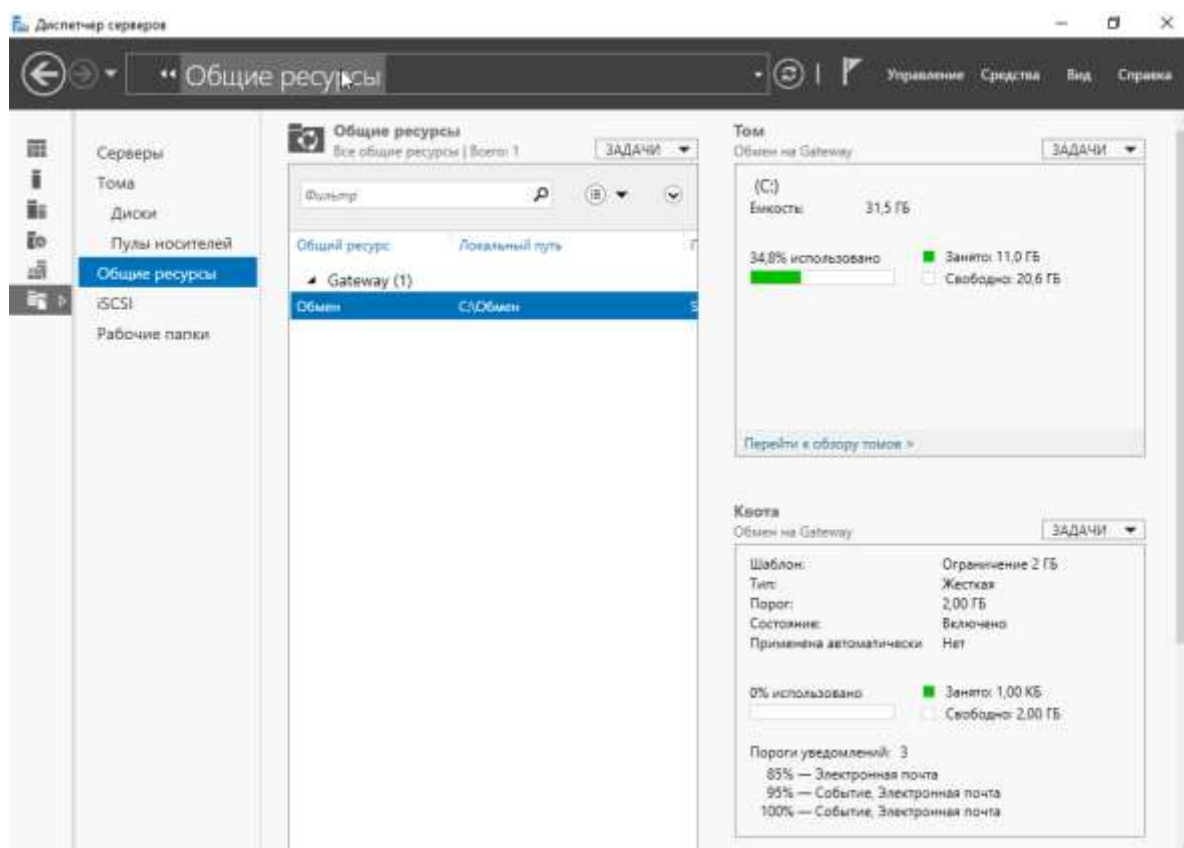 Диспетчер серверов
Общие ресурсы
Управление Средства Вид Справка
Серверы
Тома
Диски
Пулы носителей
Общие ресурсы
iSCSI
Рабочие папки
Общие ресурсы
Все общие ресурсы | Всего: 1
ЗАДАЧИ
Фильтр
Общий ресурс Локальный путь
Gateway (1)
Обмен C:\Обмен S
Том
Обмен на Gateway
ЗАДАЧИ
(C:)
Емкость: 31,5 ГБ
34,8% использовано
Занято: 11,0 ГБ
Свободно: 20,6 ГБ
Перейти к обзору томов >
Квота
Обмен на Gateway
ЗАДАЧИ
Шаблон: Ограничение 2 ГБ
Тип: Жесткая
Порог: 2,00 ГБ
Состояние: Включено
Применена автоматически Нет
0% использовано
Занято: 1,00 КБ
Свободно: 2,00 ГБ
Пороги уведомлений: 3
85% — Электронная почта
95% — Событие, Электронная почта
100% — Событие, Электронная почта